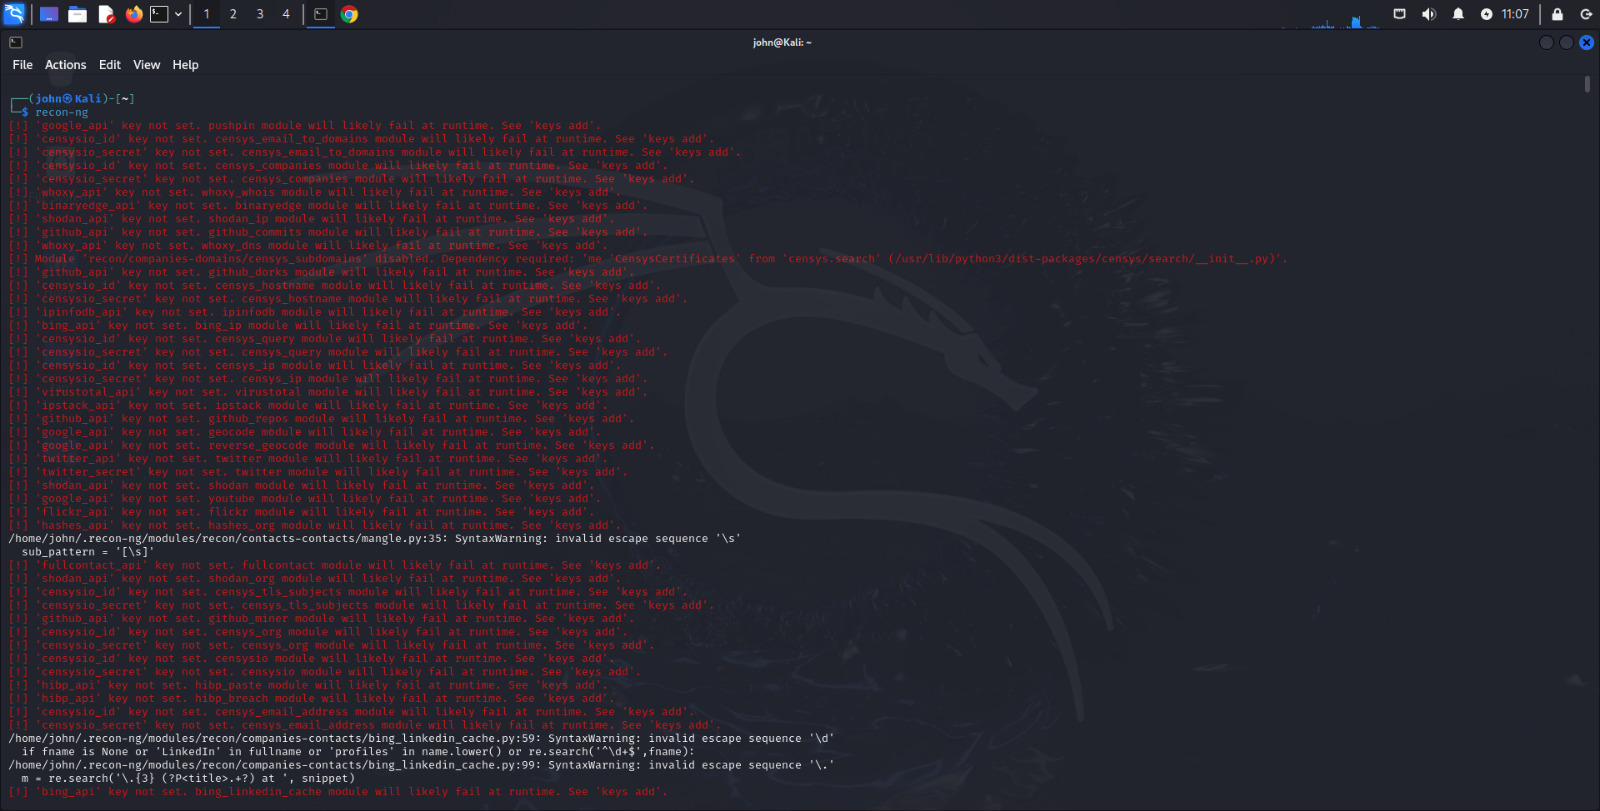 1 2 3 4
11:07
john@Kali: ~
File Actions Edit View Help
┌──(john㉿Kali)-[~]
└─$ recon-ng
[!] 'google_api' key not set. pushpin module will likely fail at runtime. See 'keys add'.
[!] 'censysio_id' key not set. censys_email_to_domains module will likely fail at runtime. See 'keys add'.
[!] 'censysio_secret' key not set. censys_email_to_domains module will likely fail at runtime. See 'keys add'.
[!] 'censysio_id' key not set. censys_companies module will likely fail at runtime. See 'keys add'.
[!] 'censysio_secret' key not set. censys_companies module will likely fail at runtime. See 'keys add'.
[!] 'whoxy_api' key not set. whoxy_whois module will likely fail at runtime. See 'keys add'.
[!] 'binaryedge_api' key not set. binaryedge module will likely fail at runtime. See 'keys add'.
[!] 'shodan_api' key not set. shodan_ip module will likely fail at runtime. See 'keys add'.
[!] 'github_api' key not set. github_commits module will likely fail at runtime. See 'keys add'.
[!] 'whoxy_api' key not set. whoxy_dns module will likely fail at runtime. See 'keys add'.
[!] Module 'recon/companies-domains/censys_subdomains' disabled. Dependency required: 'me 'CensysCertificates' from 'censys.search' (/usr/lib/python3/dist-packages/censys/search/__init__.py)'.
[!] 'github_api' key not set. github_dorks module will likely fail at runtime. See 'keys add'.
[!] 'censysio_id' key not set. censys_hostname module will likely fail at runtime. See 'keys add'.
[!] 'censysio_secret' key not set. censys_hostname module will likely fail at runtime. See 'keys add'.
[!] 'ipinfodb_api' key not set. ipinfodb module will likely fail at runtime. See 'keys add'.
[!] 'bing_api' key not set. bing_ip module will likely fail at runtime. See 'keys add'.
[!] 'censysio_id' key not set. censys_query module will likely fail at runtime. See 'keys add'.
[!] 'censysio_secret' key not set. censys_query module will likely fail at runtime. See 'keys add'.
[!] 'censysio_id' key not set. censys_ip module will likely fail at runtime. See 'keys add'.
[!] 'censysio_secret' key not set. censys_ip module will likely fail at runtime. See 'keys add'.
[!] 'virustotal_api' key not set. virustotal module will likely fail at runtime. See 'keys add'.
[!] 'ipstack_api' key not set. ipstack module will likely fail at runtime. See 'keys add'.
[!] 'github_api' key not set. github_repos module will likely fail at runtime. See 'keys add'.
[!] 'google_api' key not set. geocode module will likely fail at runtime. See 'keys add'.
[!] 'google_api' key not set. reverse_geocode module will likely fail at runtime. See 'keys add'.
[!] 'twitter_api' key not set. twitter module will likely fail at runtime. See 'keys add'.
[!] 'twitter_secret' key not set. twitter module will likely fail at runtime. See 'keys add'.
[!] 'shodan_api' key not set. shodan module will likely fail at runtime. See 'keys add'.
[!] 'google_api' key not set. youtube module will likely fail at runtime. See 'keys add'.
[!] 'flickr_api' key not set. flickr module will likely fail at runtime. See 'keys add'.
[!] 'hashes_api' key not set. hashes_org module will likely fail at runtime. See 'keys add'.
/home/john/.recon-ng/modules/recon/contacts-contacts/mangle.py:35: SyntaxWarning: invalid escape sequence '\s'
  sub_pattern = '[\s]'
[!] 'fullcontact_api' key not set. fullcontact module will likely fail at runtime. See 'keys add'.
[!] 'shodan_api' key not set. shodan_org module will likely fail at runtime. See 'keys add'.
[!] 'censysio_id' key not set. censys_tls_subjects module will likely fail at runtime. See 'keys add'.
[!] 'censysio_secret' key not set. censys_tls_subjects module will likely fail at runtime. See 'keys add'.
[!] 'github_api' key not set. github_miner module will likely fail at runtime. See 'keys add'.
[!] 'censysio_id' key not set. censys_org module will likely fail at runtime. See 'keys add'.
[!] 'censysio_secret' key not set. censys_org module will likely fail at runtime. See 'keys add'.
[!] 'censysio_id' key not set. censysio module will likely fail at runtime. See 'keys add'.
[!] 'censysio_secret' key not set. censysio module will likely fail at runtime. See 'keys add'.
[!] 'hibp_api' key not set. hibp_paste module will likely fail at runtime. See 'keys add'.
[!] 'hibp_api' key not set. hibp_breach module will likely fail at runtime. See 'keys add'.
[!] 'censysio_id' key not set. censys_email_address module will likely fail at runtime. See 'keys add'.
[!] 'censysio_secret' key not set. censys_email_address module will likely fail at runtime. See 'keys add'.
/home/john/.recon-ng/modules/recon/companies-contacts/bing_linkedin_cache.py:59: SyntaxWarning: invalid escape sequence '\d'
  if fname is None or 'LinkedIn' in fullname or 'profiles' in name.lower() or re.search('^\d+$',fname):
/home/john/.recon-ng/modules/recon/companies-contacts/bing_linkedin_cache.py:99: SyntaxWarning: invalid escape sequence '\.'
  m = re.search('\.{3} (?P<title>.+?) at ', snippet)
[!] 'bing_api' key not set. bing_linkedin_cache module will likely fail at runtime. See 'keys add'.